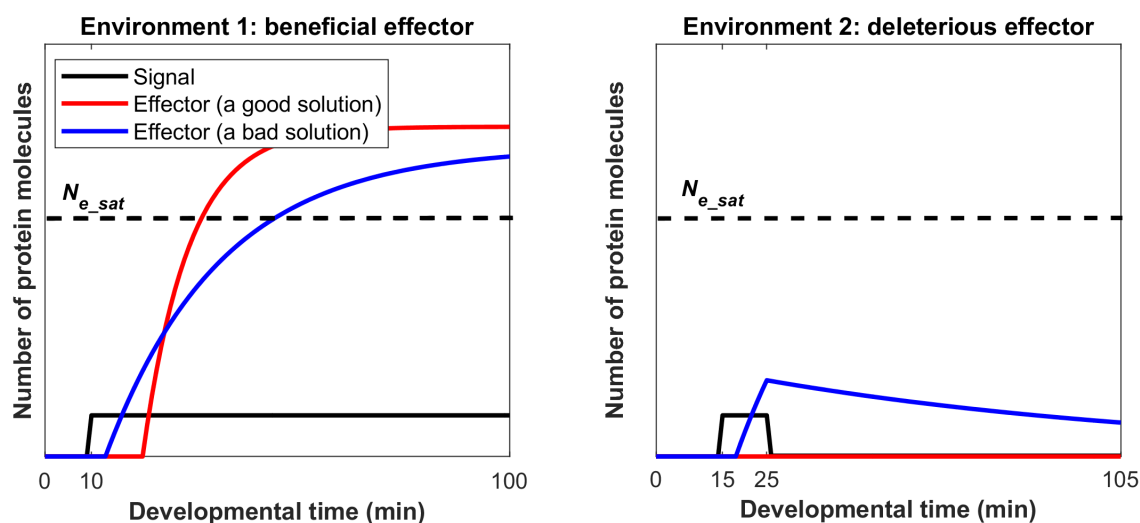 Environment 1: beneficial effector
Number of protein molecules
Signal
Effector (a good solution)
Effector (a bad solution)
N_e_sat
0 10 100
Developmental time (min)
Environment 2: deleterious effector
Number of protein molecules
N_e_sat
0 15 25 105
Developmental time (min)